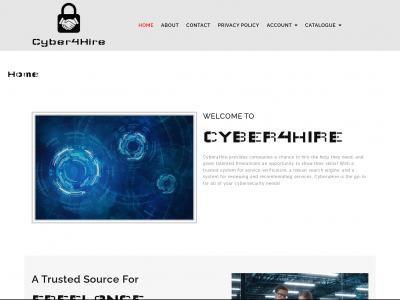 Cyber4Hire
HOME ABOUT CONTACT PRIVACY POLICY ACCOUNT CATALOGUE
Home
WELCOME TO
CYBER4HIRE
Cyber4Hire provides companies a chance to hire the help they need, and
gives talented freelancers an opportunity to show their skills! With a
trusted system for service verification, a robust search engine, and a
system for reviewing and recommending services, Cyber4Hire is the go-to
for all of your cybersecurity needs!
A Trusted Source For
FREELANCE